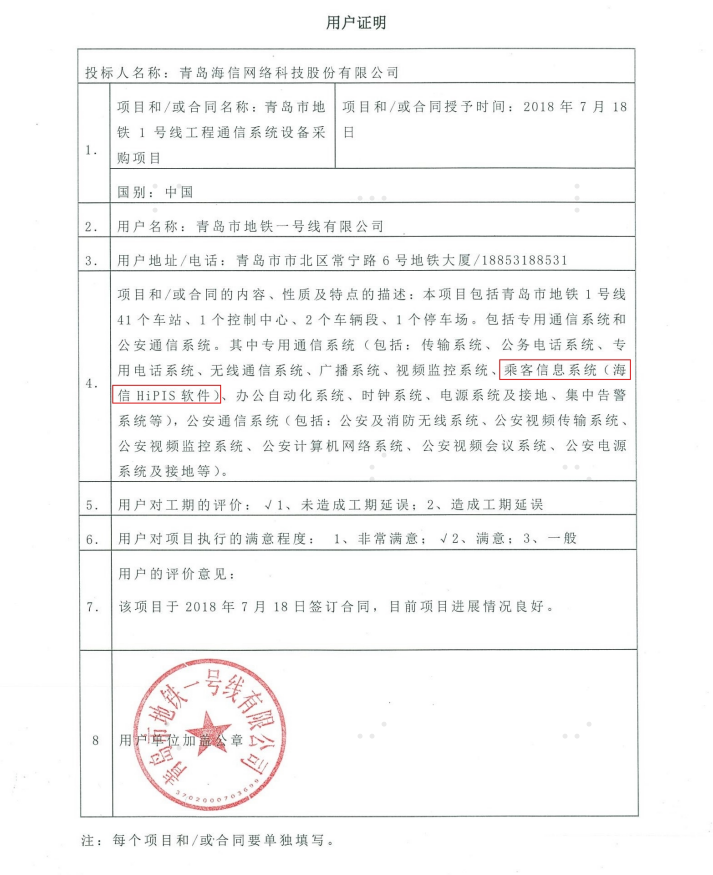 用户证明
投标人名称：青岛海信网络科技股份有限公司
1.
项目和/或合同名称：青岛市地
铁 1 号线工程通信系统设备采
购项目
项目和/或合同授予时间：2018 年 7 月 18
日
国别：中国
2. 用户名称：青岛市地铁一号线有限公司
3. 用户地址/电话：青岛市市北区常宁路 6 号地铁大厦/18853188531
4.
项目和/或合同的内容、性质及特点的描述：本项目包括青岛市地铁 1 号线
41 个车站、1 个控制中心、2 个车辆段、1 个停车场。包括专用通信系统和
公安通信系统。其中专用通信系统（包括：传输系统、公务电话系统、专
用电话系统、无线通信系统、广播系统、视频监控系统、乘客信息系统（海
信 HiPIS 软件）、办公自动化系统、时钟系统、电源系统及接地、集中告警
系统等），公安通信系统（包括：公安及消防无线系统、公安视频传输系统、
公安视频监控系统、公安计算机网络系统、公安视频会议系统、公安电源
系统及接地等）。
5. 用户对工期的评价：√1、未造成工期延误；2、造成工期延误
6. 用户对项目执行的满意程度： 1、非常满意；√2、满意；3、一般
7.
用户的评价意见：
该项目于 2018 年 7 月 18 日签订合同，目前项目进展情况良好。
8 用户单位加盖公章
青岛市地铁一号线有限公司
3702000703699
注：每个项目和/或合同要单独填写。